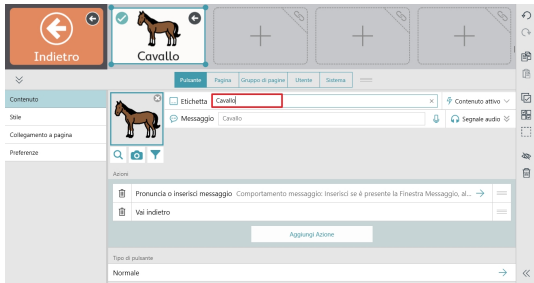 Indietro
Cavallo
Pulsante Pagina Gruppo di pagine Utente Sistema
Contenuto
Stile
Collegamento a pagina
Preferenze
Etichetta Cavallo × Contenuto attivo
Messaggio Cavallo Segnale audio
Azioni
Pronuncia o inserisci messaggio Comportamento messaggio: Inserisci se è presente la Finestra Messaggio, al...
Vai indietro
Aggiungi Azione
Tipo di pulsante
Normale